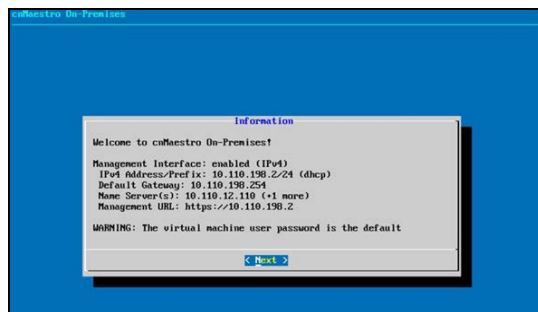 cnMaestro On-Premises
Information
Welcome to cnMaestro On-Premises!
Management Interface: enabled (IPv4)
IPv4 Address/Prefix: 10.110.198.2/24 (dhcp)
Default Gateway: 10.110.198.254
Name Server(s): 10.110.12.110 (+1 more)
Management URL: https://10.110.198.2
WARNING: The virtual machine user password is the default
< Next >